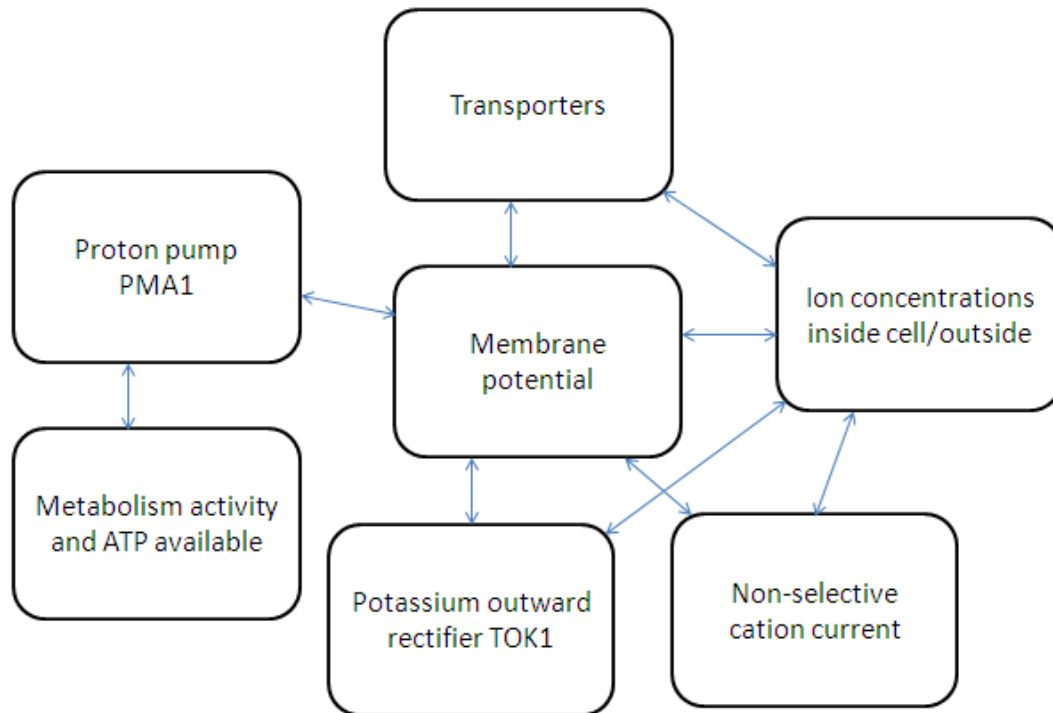 Transporters
Proton pump
PMA1
Ion concentrations
inside cell/outside
Membrane
potential
Metabolism activity
and ATP available
Potassium outward
rectifier TOK1
Non-selective
cation current